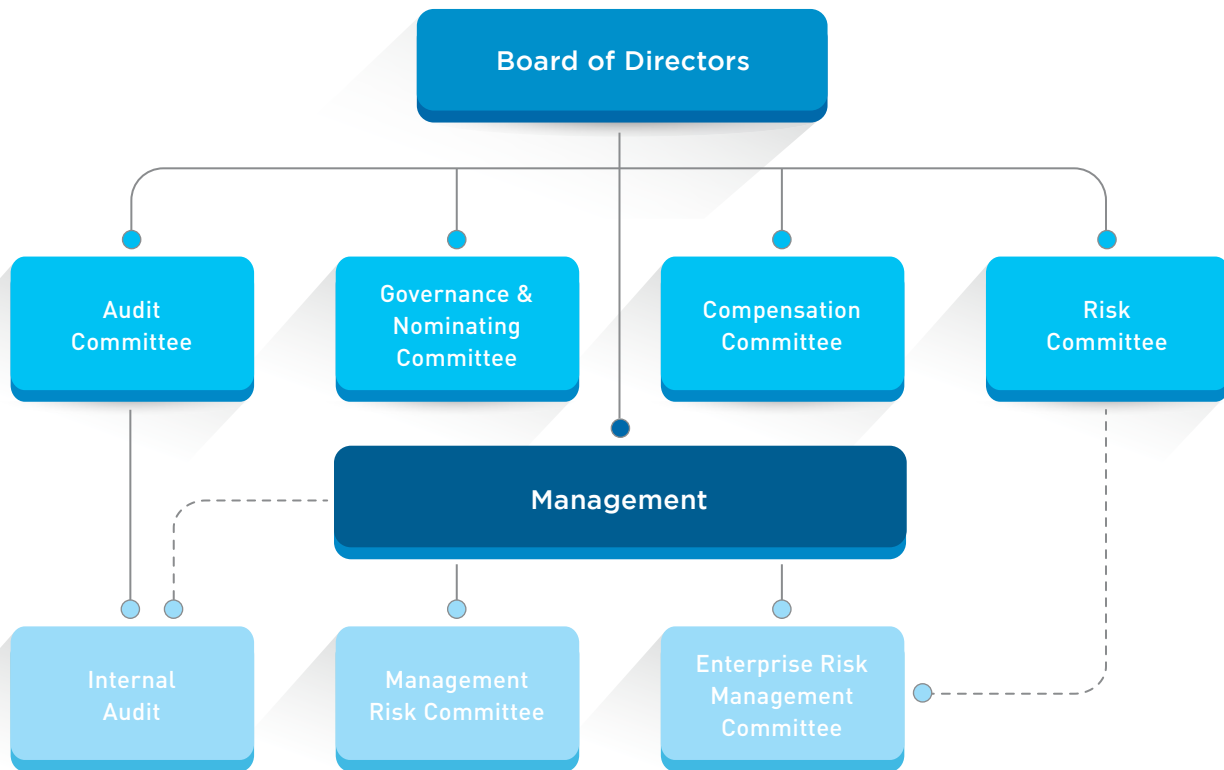 Board of Directors
Audit
Committee
Governance &
Nominating
Committee
Compensation
Committee
Risk
Committee
Management
Internal
Audit
Management
Risk Committee
Enterprise Risk
Management
Committee